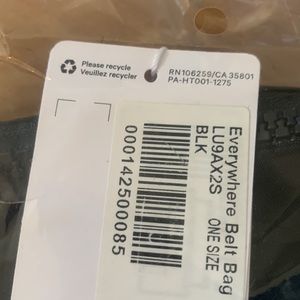 Please recycle
Veuillez recycler
RN106259/CA35801
PA-HT001-1275
Everywhere Belt Bag
LU9AX2S ONE SIZE
BLK
000142500085